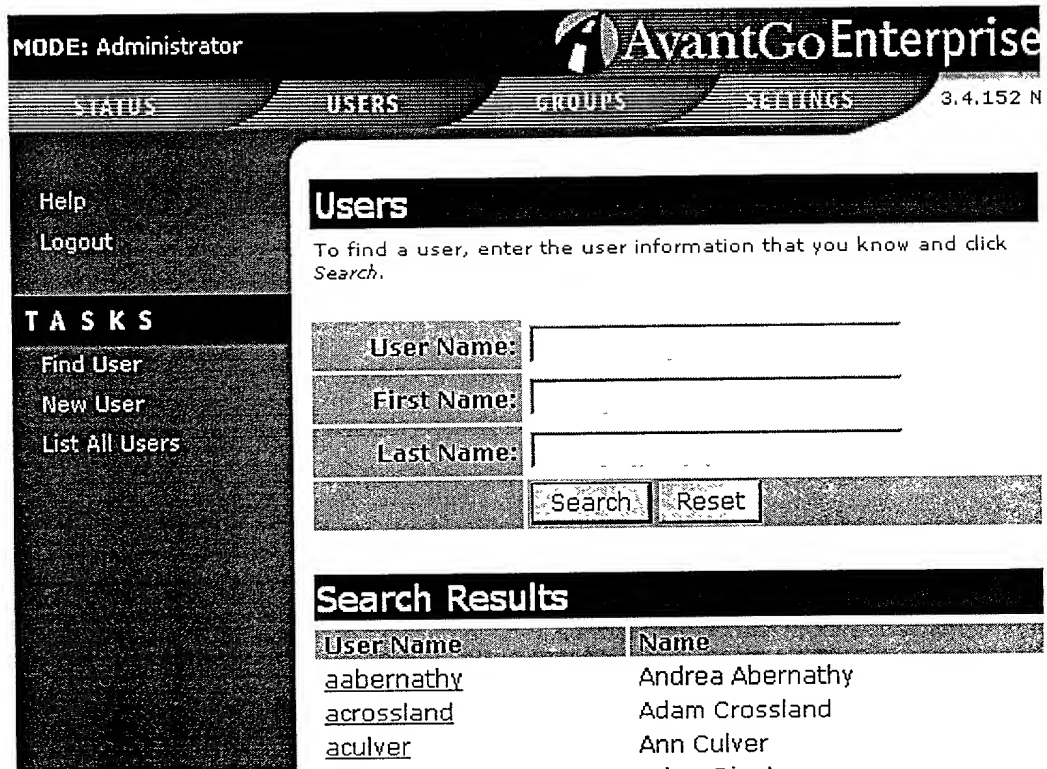 MODE: Administrator
AvantGo Enterprise
STATUS
USERS
GROUPS
SETTINGS
3.4.152 N
Help
Logout
TASKS
Find User
New User
List All Users
Users
To find a user, enter the user information that you know and click
Search.
User Name:
First Name:
Last Name:
Search
Reset
Search Results
User Name
Name
aabernathy
Andrea Abernathy
acrossland
Adam Crossland
aculver
Ann Culver